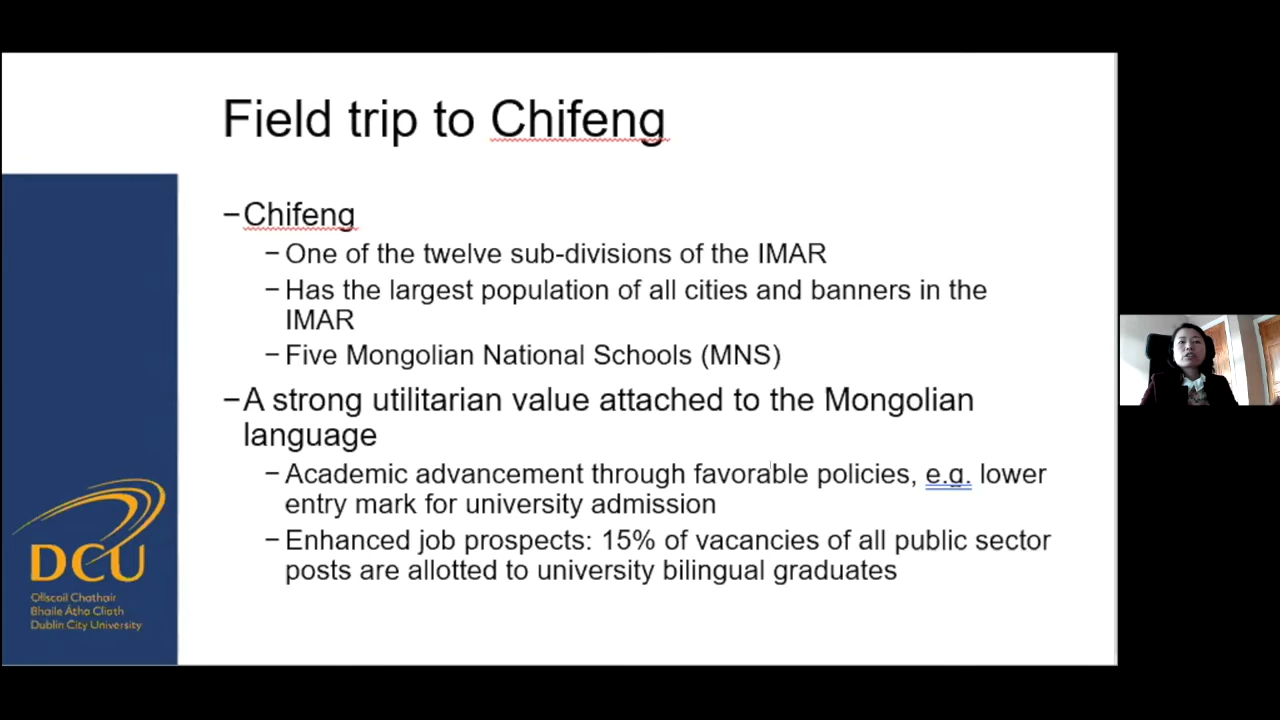 Field trip to Chifeng
–Chifeng
– One of the twelve sub-divisions of the IMAR
– Has the largest population of all cities and banners in the
IMAR
– Five Mongolian National Schools (MNS)
–A strong utilitarian value attached to the Mongolian
language
– Academic advancement through favorable policies, e.g. lower
entry mark for university admission
– Enhanced job prospects: 15% of vacancies of all public sector
posts are allotted to university bilingual graduates
DCU
Ollscoil Chathair
Bhaile Átha Cliath
Dublin City University